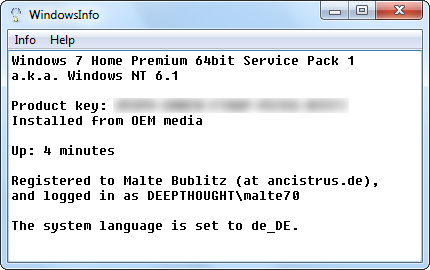 WindowsInfo
Info Help
Windows 7 Home Premium 64bit Service Pack 1
a.k.a. Windows NT 6.1
Product key:
Installed from OEM media
Up: 4 minutes
Registered to Malte Bublitz (at ancistrus.de),
and logged in as DEEPTHOUGHT\malte70
The system language is set to de_DE.